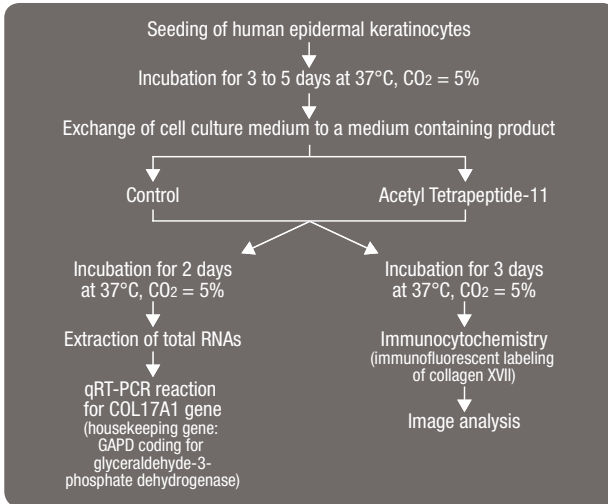 Seeding of human epidermal keratinocytes
Incubation for 3 to 5 days at 37°C, CO2 = 5%
Exchange of cell culture medium to a medium containing product
Control
Acetyl Tetrapeptide-11
Incubation for 2 days
at 37°C, CO2 = 5%
Extraction of total RNAs
qRT-PCR reaction
for COL17A1 gene
(housekeeping gene:
GAPD coding for
glyceraldehyde-3-
phosphate dehydrogenase)
Incubation for 3 days
at 37°C, CO2 = 5%
Immunocytochemistry
(immunofluorescent labeling
of collagen XVII)
Image analysis